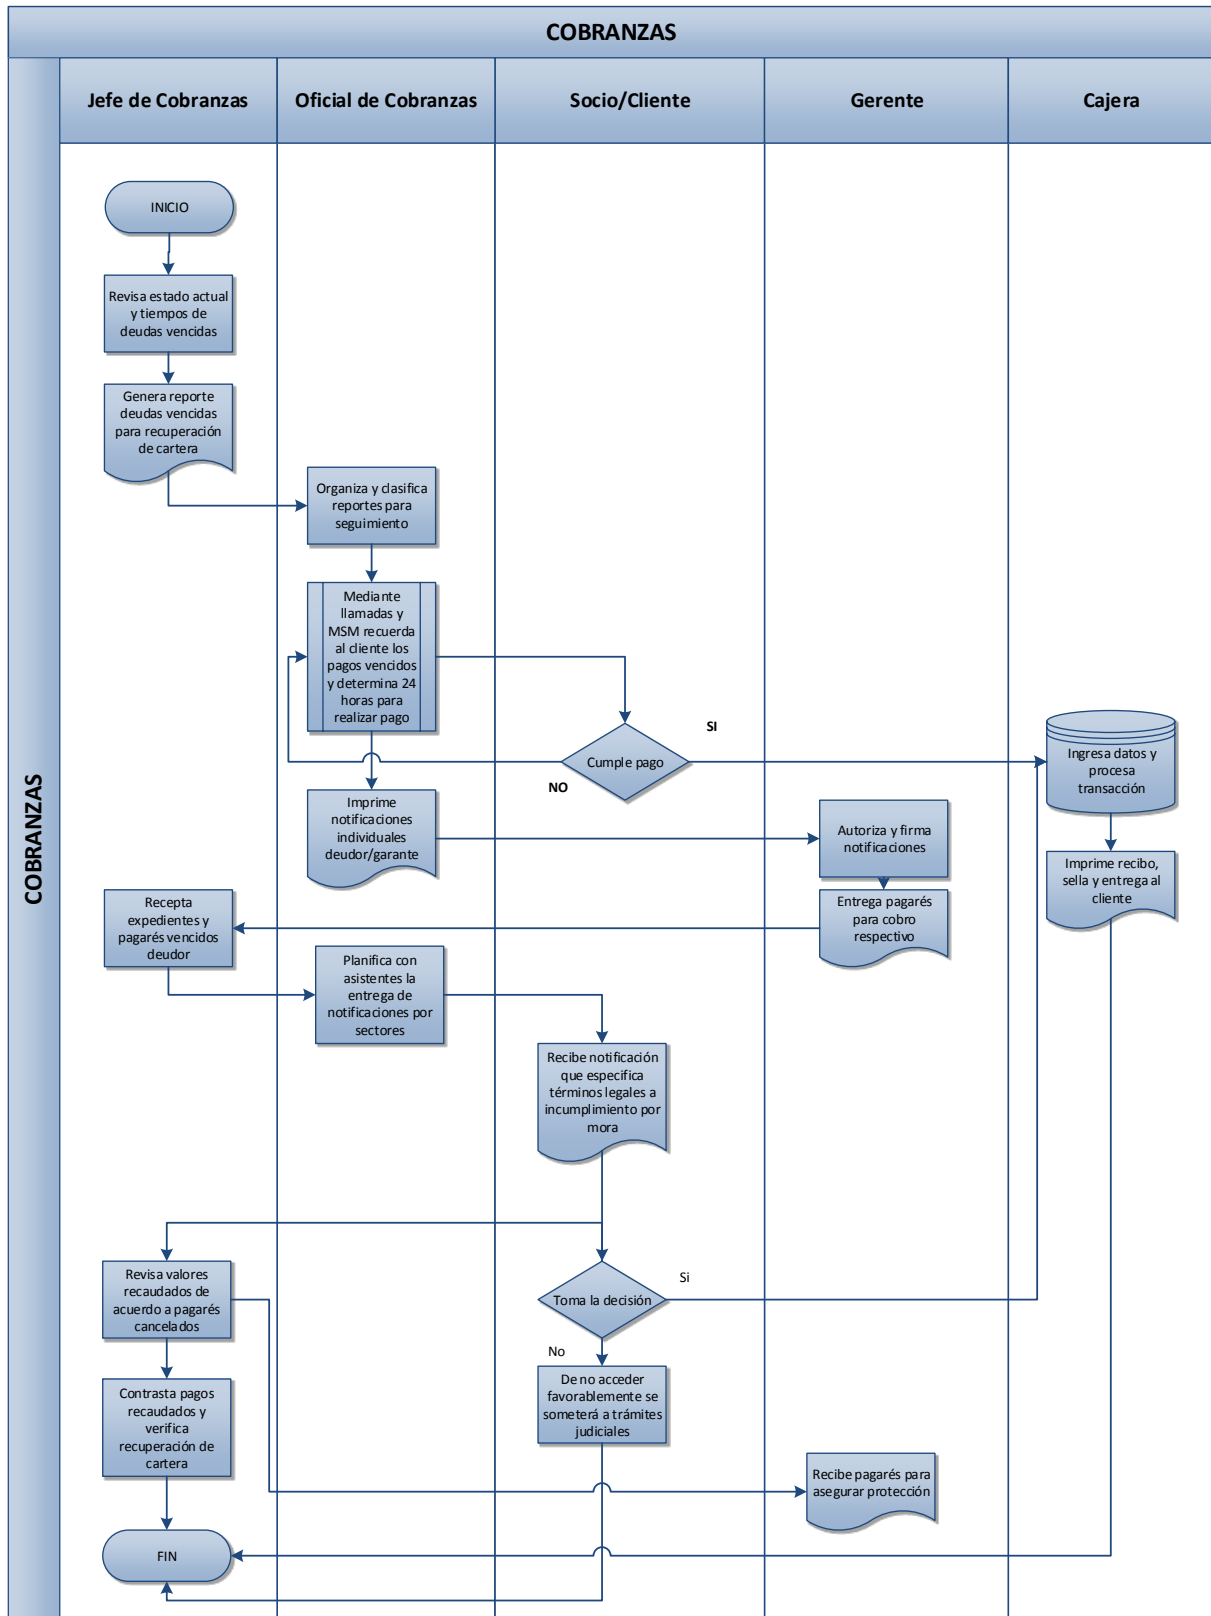 COBRANZAS
COBRANZAS
Jefe de Cobranzas
Oficial de Cobranzas
Socio/Cliente
Gerente
Cajera
INICIO
Revisa estado actual
y tiempos de
deudas vencidas
Genera reporte
deudas vencidas
para recuperación
de cartera
Organiza y clasifica
reportes para
seguimiento
Mediante
llamadas y
MSM recuerda
al cliente los
pagos vencidos
y determina 24
horas para
realizar pago
Cumple pago
SI
NO
Ingresa datos y
procesa
transacción
Imprime
notificaciones
individuales
deudor/garante
Autoriza y firma
notificaciones
Imprime recibo,
sella y entrega al
cliente
Entrega pagarés
para cobro
respectivo
Recepta
expedientes y
pagarés vencidos
deudor
Planifica con
asistentes la
entrega de
notificaciones por
sectores
Recibe notificación
que especifica
términos legales a
incumplimiento por
mora
Revisa valores
recaudados de
acuerdo a pagarés
cancelados
Toma la decisión
Si
No
De no acceder
favorablemente se
someterá a trámites
judiciales
Contrasta pagos
recaudados y
verifica
recuperación de
cartera
Recibe pagarés para
asegurar protección
FIN